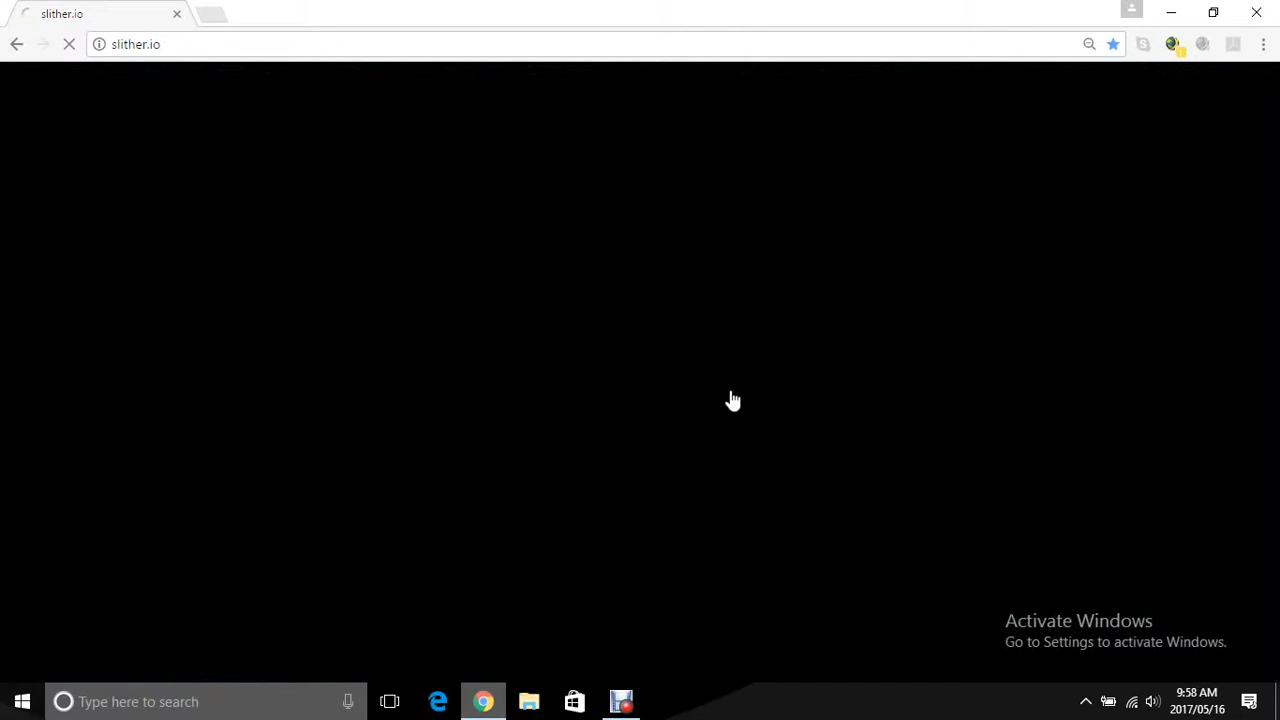 slither.io
slither.io
Activate Windows
Go to Settings to activate Windows.
Type here to search
9:58 AM
2017/05/16